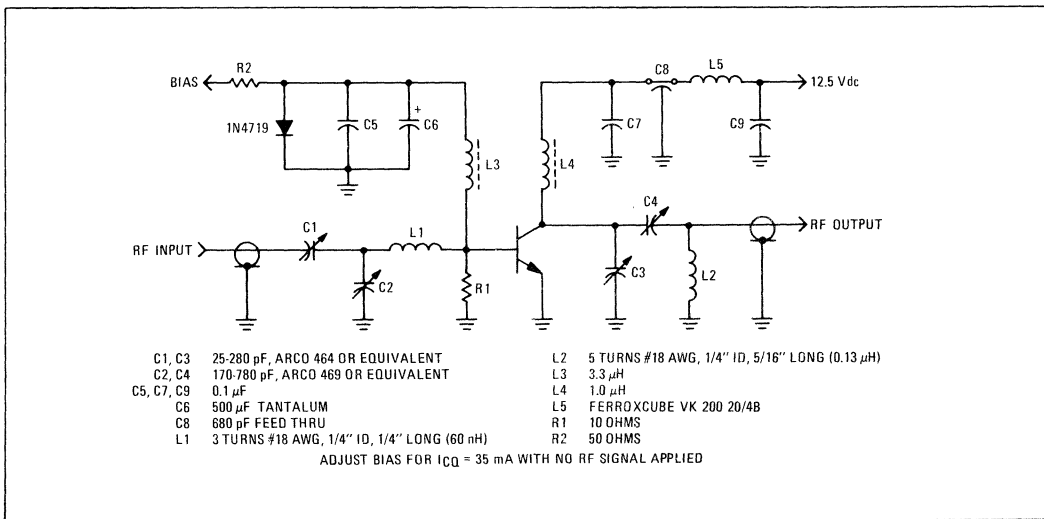 R2
C8
L5
BIAS
12.5 Vdc
+
1N4719
C5
C6
C7
C9
L3
L4
C4
C1
L1
RF OUTPUT
RF INPUT
C2
R1
C3
L2
C1, C3 25-280 pF, ARCO 464 OR EQUIVALENT
C2, C4 170-780 pF, ARCO 469 OR EQUIVALENT
C5, C7, C9 0.1 μF
C6 500 μF TANTALUM
C8 680 pF FEED THRU
L1 3 TURNS #18 AWG, 1/4" ID, 1/4" LONG (60 nH)
L2 5 TURNS #18 AWG, 1/4" ID, 5/16" LONG (0.13 μH)
L3 3.3 μH
L4 1.0 μH
L5 FERROXCUBE VK 200 20/4B
R1 10 OHMS
R2 50 OHMS
ADJUST BIAS FOR ICQ = 35 mA WITH NO RF SIGNAL APPLIED